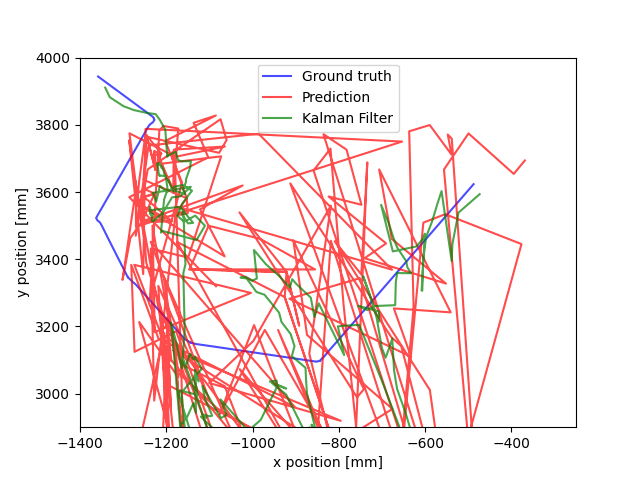 4000
3800
3600
3400
3200
3000
y position [mm]
Ground truth
Prediction
Kalman Filter
−1400 −1200 −1000 −800 −600 −400
x position [mm]